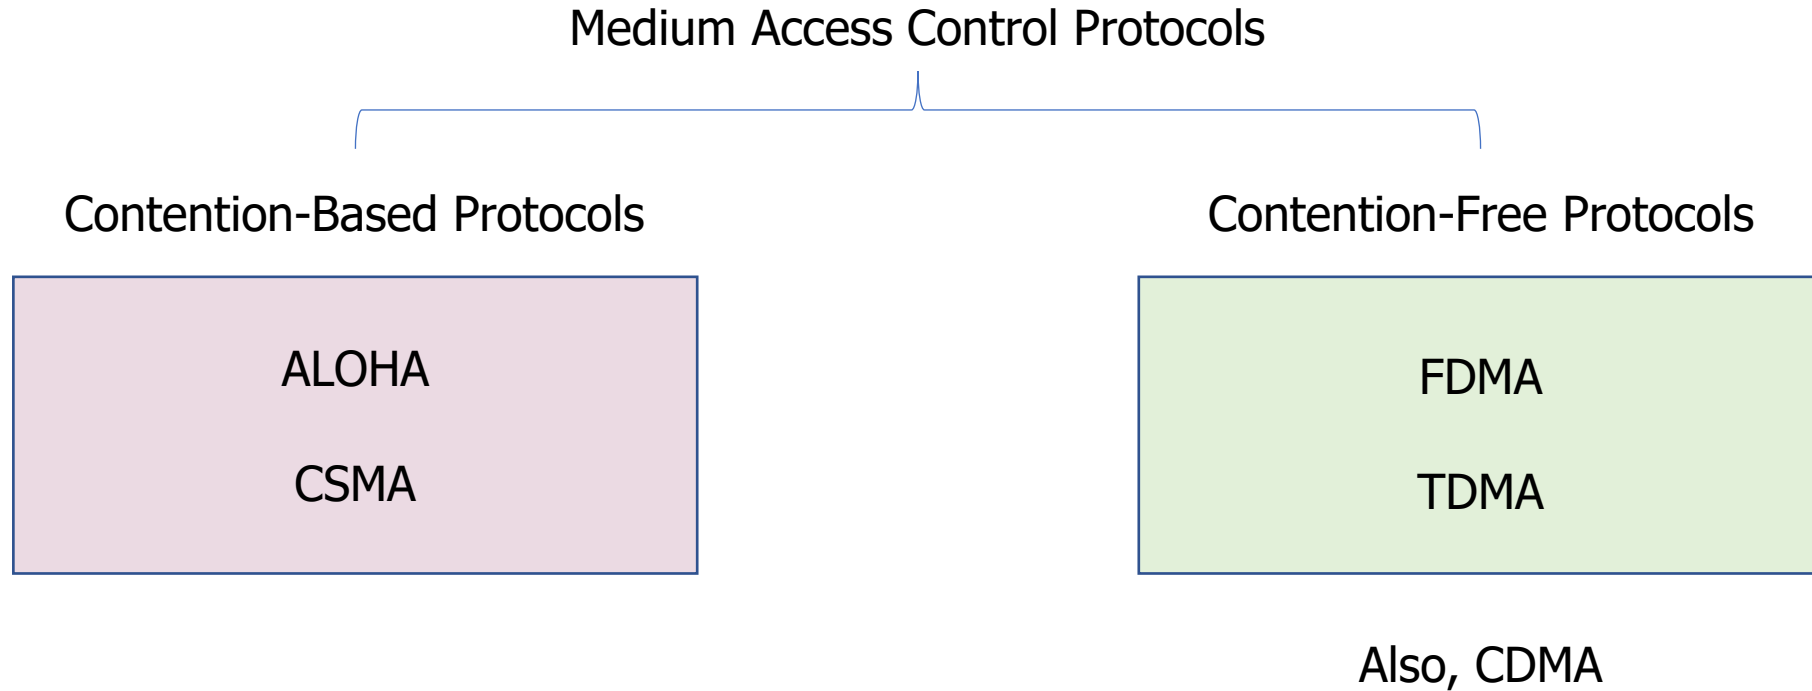 Medium Access Control Protocols
Contention-Based Protocols
ALOHA
CSMA
Contention-Free Protocols
FDMA
TDMA
Also, CDMA